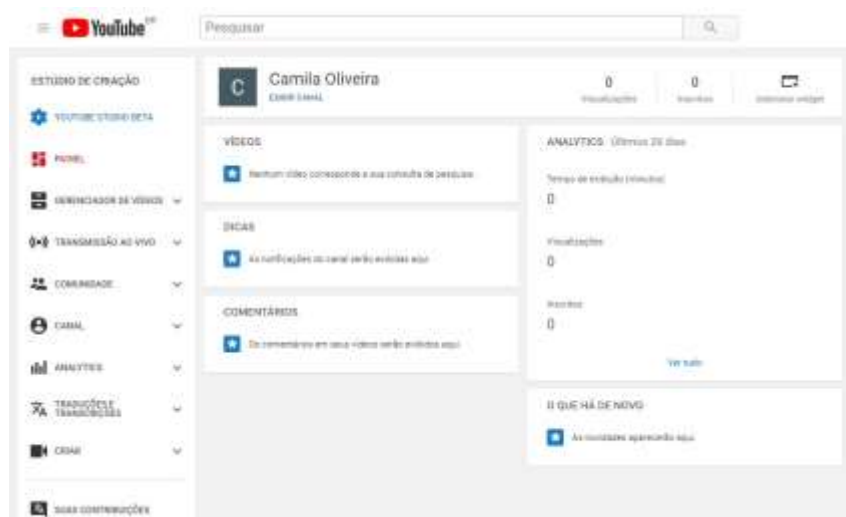 YouTube BR
Pesquisar
ESTÚDIO DE CRIAÇÃO
YOUTUBE STUDIO BETA
PAINEL
GERENCIADOR DE VÍDEOS
TRANSMISSÃO AO VIVO
COMUNIDADE
CANAL
ANALYTICS
TRADUÇÕES E
TRANSCRIÇÕES
CRIAR
SUAS CONTRIBUIÇÕES
C
Camila Oliveira
EXIBIR CANAL
0
Visualizações
0
Inscritos
Adicionar widget
VÍDEOS
Nenhum vídeo corresponde a sua consulta de pesquisa.
DICAS
As notificações do canal serão exibidas aqui.
COMENTÁRIOS
Os comentários em seus vídeos serão exibidos aqui.
ANALYTICS Últimos 28 dias
Tempo de exibição (minutos)
0
Visualizações
0
Inscritos
0
Ver tudo
O QUE HÁ DE NOVO
As novidades aparecerão aqui.